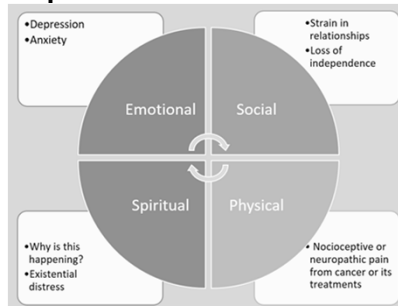 •Depression
•Anxiety
•Strain in
relationships
•Loss of
independence
Emotional
Social
Spiritual
Physical
•Why is this
happening?
•Existential
distress
• Nocioceptive or
neuropathic pain
from cancer or its
treatments